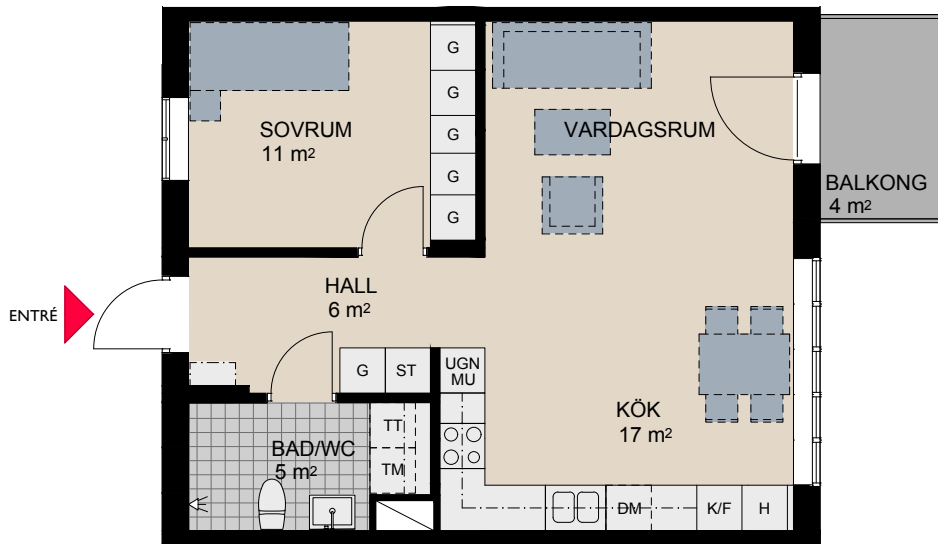 G
G
G
G
G
SOVRUM
11 m²
VARDAGSRUM
BALKONG
4 m²
ENTRÉ
HALL
6 m²
G
ST
UGN
MU
KÖK
17 m²
BAD/WC
5 m²
TT
TM
DM
K/F
H